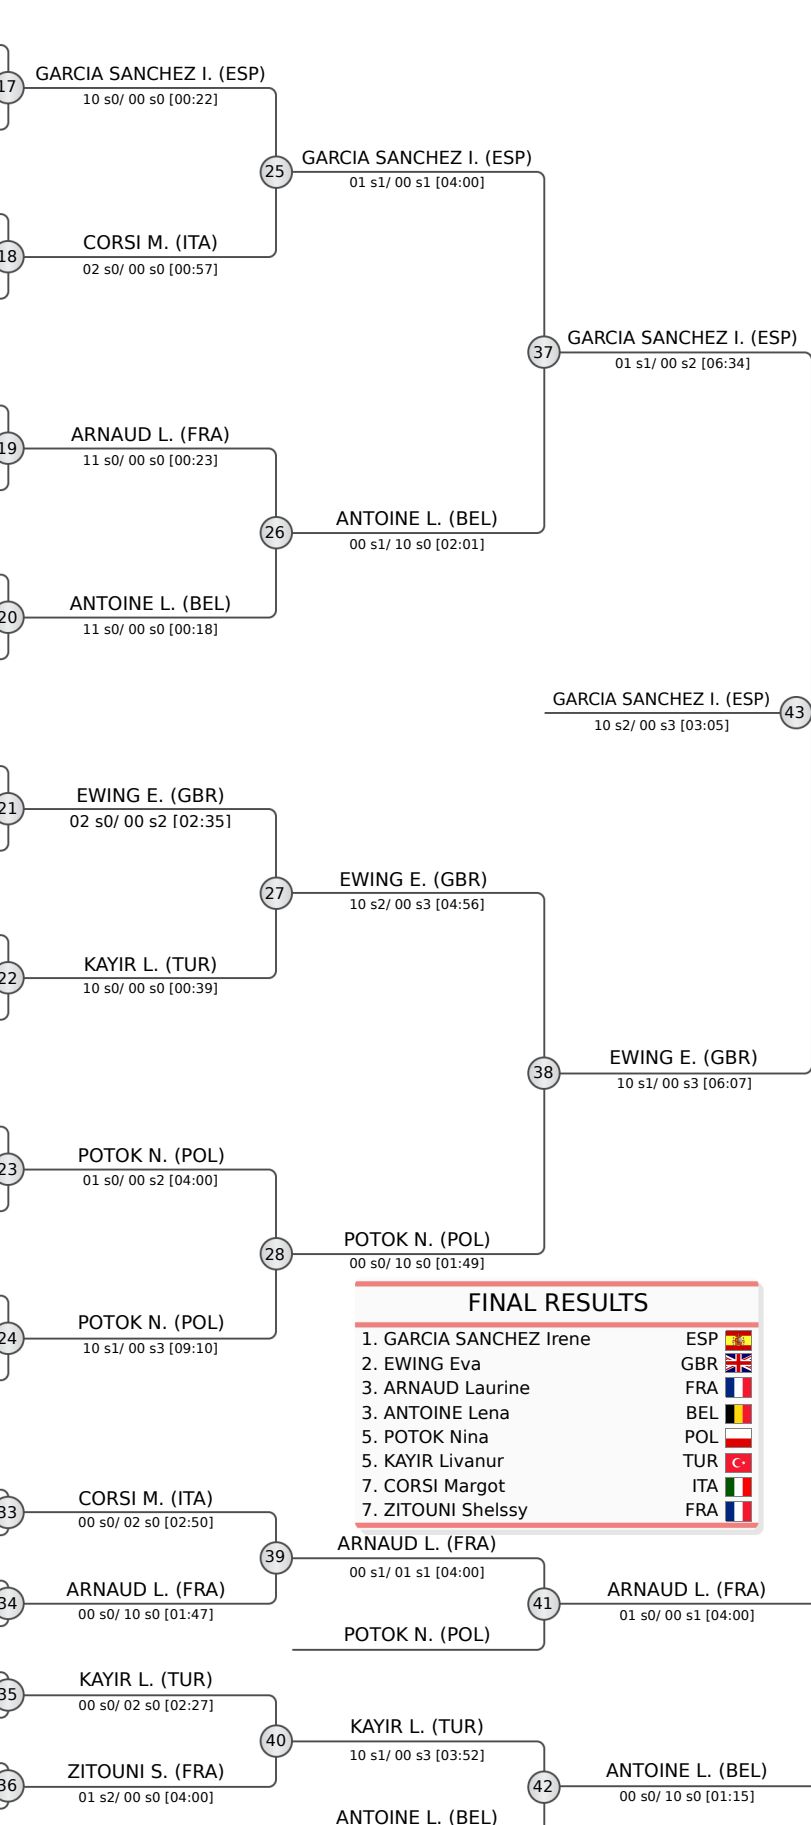 17
GARCIA SANCHEZ I. (ESP)
10 s0/ 00 s0 [00:22]
25
GARCIA SANCHEZ I. (ESP)
01 s1/ 00 s1 [04:00]
18
CORSI M. (ITA)
02 s0/ 00 s0 [00:57]
37
GARCIA SANCHEZ I. (ESP)
01 s1/ 00 s2 [06:34]
19
ARNAUD L. (FRA)
11 s0/ 00 s0 [00:23]
26
ANTOINE L. (BEL)
00 s1/ 10 s0 [02:01]
20
ANTOINE L. (BEL)
11 s0/ 00 s0 [00:18]
GARCIA SANCHEZ I. (ESP)
10 s2/ 00 s3 [03:05]
43
21
EWING E. (GBR)
02 s0/ 00 s2 [02:35]
27
EWING E. (GBR)
10 s2/ 00 s3 [04:56]
22
KAYIR L. (TUR)
10 s0/ 00 s0 [00:39]
38
EWING E. (GBR)
10 s1/ 00 s3 [06:07]
23
POTOK N. (POL)
01 s0/ 00 s2 [04:00]
28
POTOK N. (POL)
00 s0/ 10 s0 [01:49]
24
POTOK N. (POL)
10 s1/ 00 s3 [09:10]
FINAL RESULTS
1. GARCIA SANCHEZ Irene ESP
2. EWING Eva GBR
3. ARNAUD Laurine FRA
3. ANTOINE Lena BEL
5. POTOK Nina POL
5. KAYIR Livanur TUR
7. CORSI Margot ITA
7. ZITOUNI Shelssy FRA
33
CORSI M. (ITA)
00 s0/ 02 s0 [02:50]
39
ARNAUD L. (FRA)
00 s1/ 01 s1 [04:00]
34
ARNAUD L. (FRA)
00 s0/ 10 s0 [01:47]
41
ARNAUD L. (FRA)
01 s0/ 00 s1 [04:00]
POTOK N. (POL)
35
KAYIR L. (TUR)
00 s0/ 02 s0 [02:27]
40
KAYIR L. (TUR)
10 s1/ 00 s3 [03:52]
36
ZITOUNI S. (FRA)
01 s2/ 00 s0 [04:00]
42
ANTOINE L. (BEL)
00 s0/ 10 s0 [01:15]
ANTOINE L. (BEL)